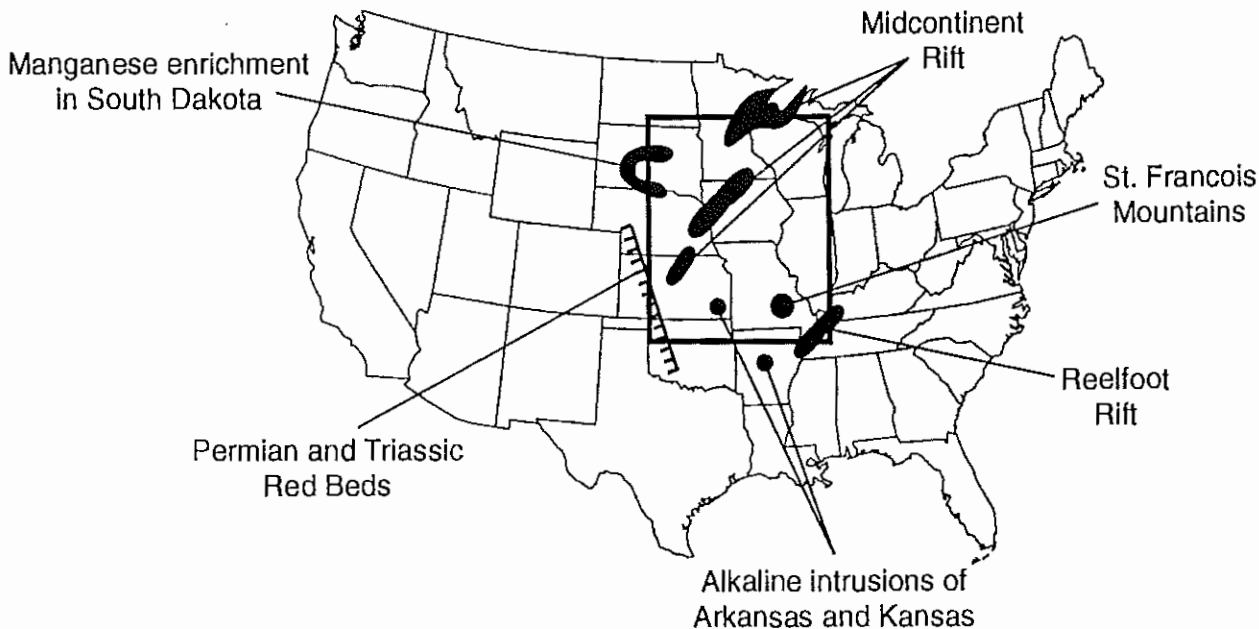 Midcontinent
Rift
Manganese enrichment
in South Dakota
St. Francois
Mountains
Reelfoot
Rift
Permian and Triassic
Red Beds
Alkaline intrusions of
Arkansas and Kansas